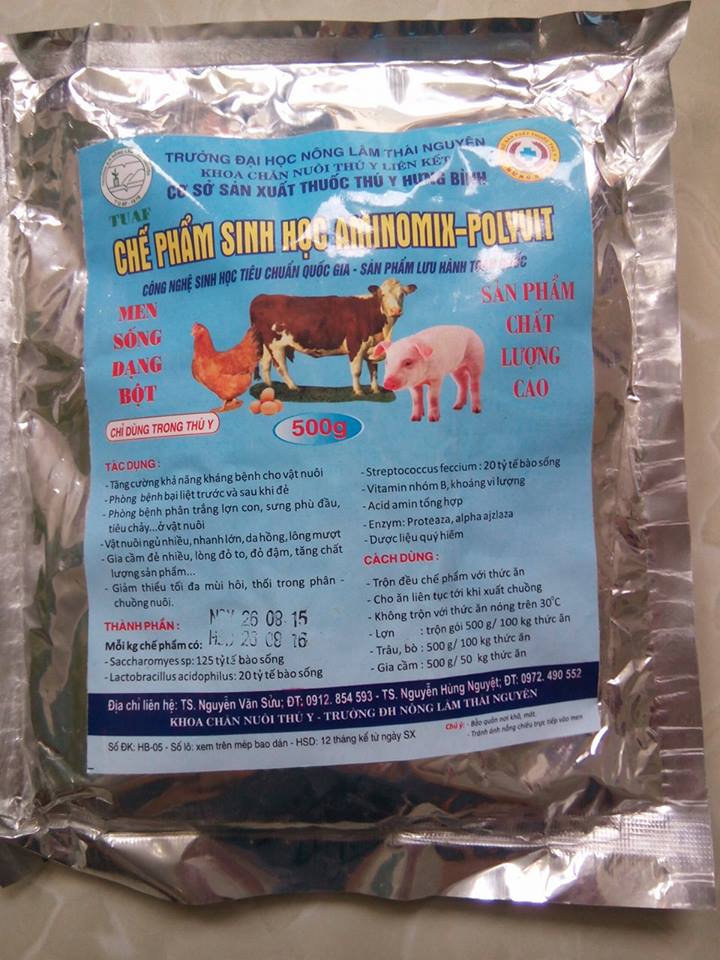 TRƯỜNG ĐẠI HỌC NÔNG LÂM THÁI NGUYÊN
KHOA CHĂN NUÔI THÚ Y LIÊN KẾT
CƠ SỞ SẢN XUẤT THUỐC THÚ Y HƯNG BÌNH
TUAF
CHẾ PHẨM SINH HỌC AMINOMIX-POLYVIT
CÔNG NGHỆ SINH HỌC TIÊU CHUẨN QUỐC GIA - SẢN PHẨM LƯU HÀNH TOÀN QUỐC
MEN
SỐNG
DẠNG
BỘT
SẢN PHẨM
CHẤT
LƯỢNG
CAO
CHỈ DÙNG TRONG THÚ Y
500g
TÁC DỤNG :
- Tăng cường khả năng kháng bệnh cho vật nuôi
- Phòng bệnh bại liệt trước và sau khi đẻ
- Phòng bệnh phân trắng lợn con, sưng phù đầu,
tiêu chảy...ở vật nuôi
- Vật nuôi ngủ nhiều, nhanh lớn, da hồng, lông mượt
- Gia cầm đẻ nhiều, lòng đỏ to, đỏ đậm, tăng chất
lượng sản phẩm...
- Giảm thiểu tối đa mùi hôi, thối trong phân -
chuồng nuôi.
THÀNH PHẦN :
26 08 15
Mỗi kg chế phẩm có:
08 16
- Saccharomyes sp: 125 tỷ tế bào sống
- Lactobracillus acidophilus: 20 tỷ tế bào sống
- Streptococcus feccium : 20 tỷ tế bào sống
- Vitamin nhóm B, khoáng vi lượng
- Acid amin tổng hợp
- Enzym: Proteaza, alpha ajzlaza
- Dược liệu quý hiếm
CÁCH DÙNG :
- Trộn đều chế phẩm với thức ăn
- Cho ăn liên tục tới khi xuất chuồng
- Không trộn với thức ăn nóng trên 30°C
- Lợn : trộn gói 500 g/ 100 kg thức ăn
- Trâu, bò : 500 g/ 100 kg thức ăn
- Gia cầm : 500 g/ 50 kg thức ăn
Địa chỉ liên hệ: TS. Nguyễn Văn Sửu; ĐT: 0912. 854 593 - TS. Nguyễn Hùng Nguyệt; ĐT: 0972. 490 552
KHOA CHĂN NUÔI THÚ Y - TRƯỜNG ĐH NÔNG LÂM THÁI NGUYÊN
Số ĐK: HB-05 - Số lô: xem trên mép bao dán - HSD: 12 tháng kể từ ngày SX
Chú ý: - Bảo quản nơi khô, mát.
- Tránh ánh nắng chiếu trực tiếp vào men